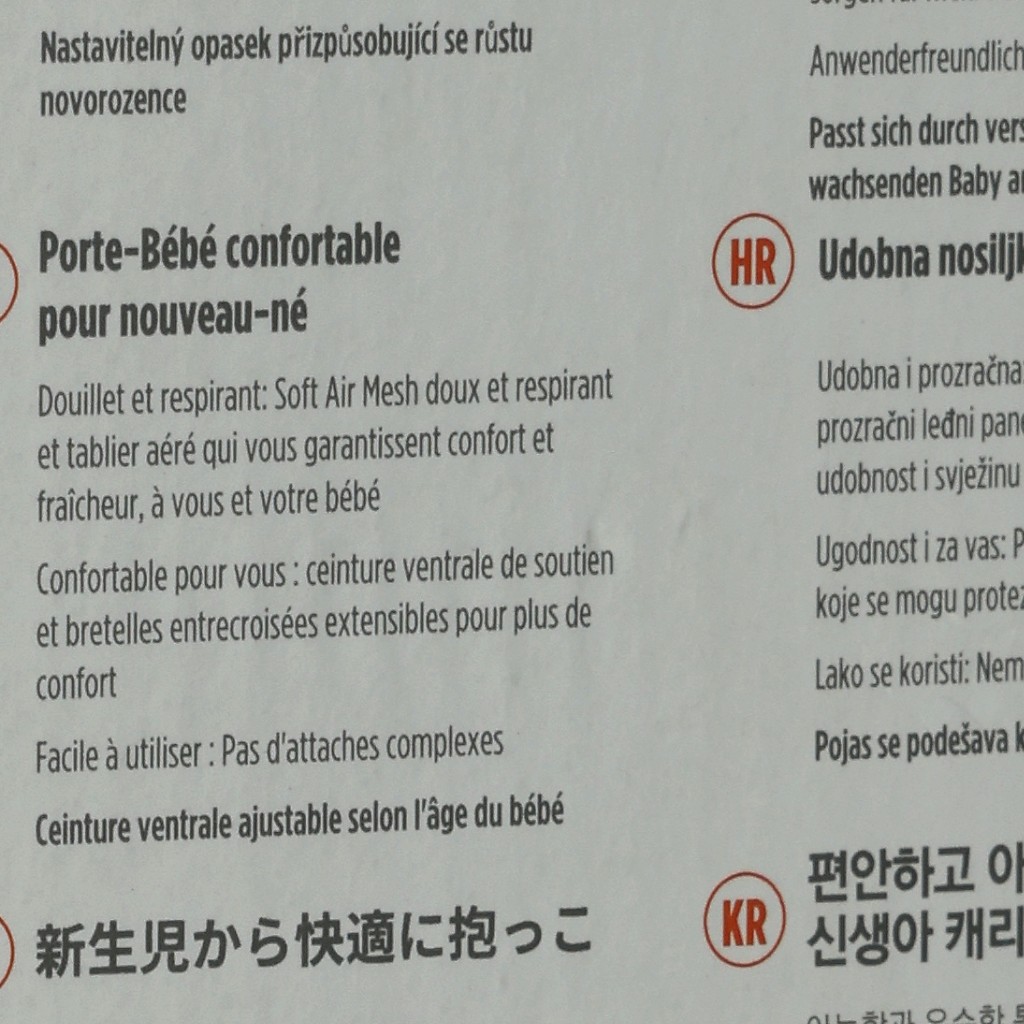 Nastavitelný opasek přizpůsobující se růstu
novorozence
Porte-Bébé confortable
pour nouveau-né
Douillet et respirant: Soft Air Mesh doux et respirant
et tablier aéré qui vous garantissent confort et
fraîcheur, à vous et votre bébé
Confortable pour vous : ceinture ventrale de soutien
et bretelles entrecroisées extensibles pour plus de
confort
Facile à utiliser : Pas d'attaches complexes
Ceinture ventrale ajustable selon l'âge du bébé
新生児から快適に抱っこ
Anwenderfreundlich
Passt sich durch vers
wachsenden Baby an
HR Udobna nosiljk
Udobna i prozračna:
prozračni leđni pane
udobnost i svježinu
Ugodnost i za vas: P
koje se mogu protez
Lako se koristi: Nem
Pojas se podešava k
KR 편안하고 아
신생아 캐리